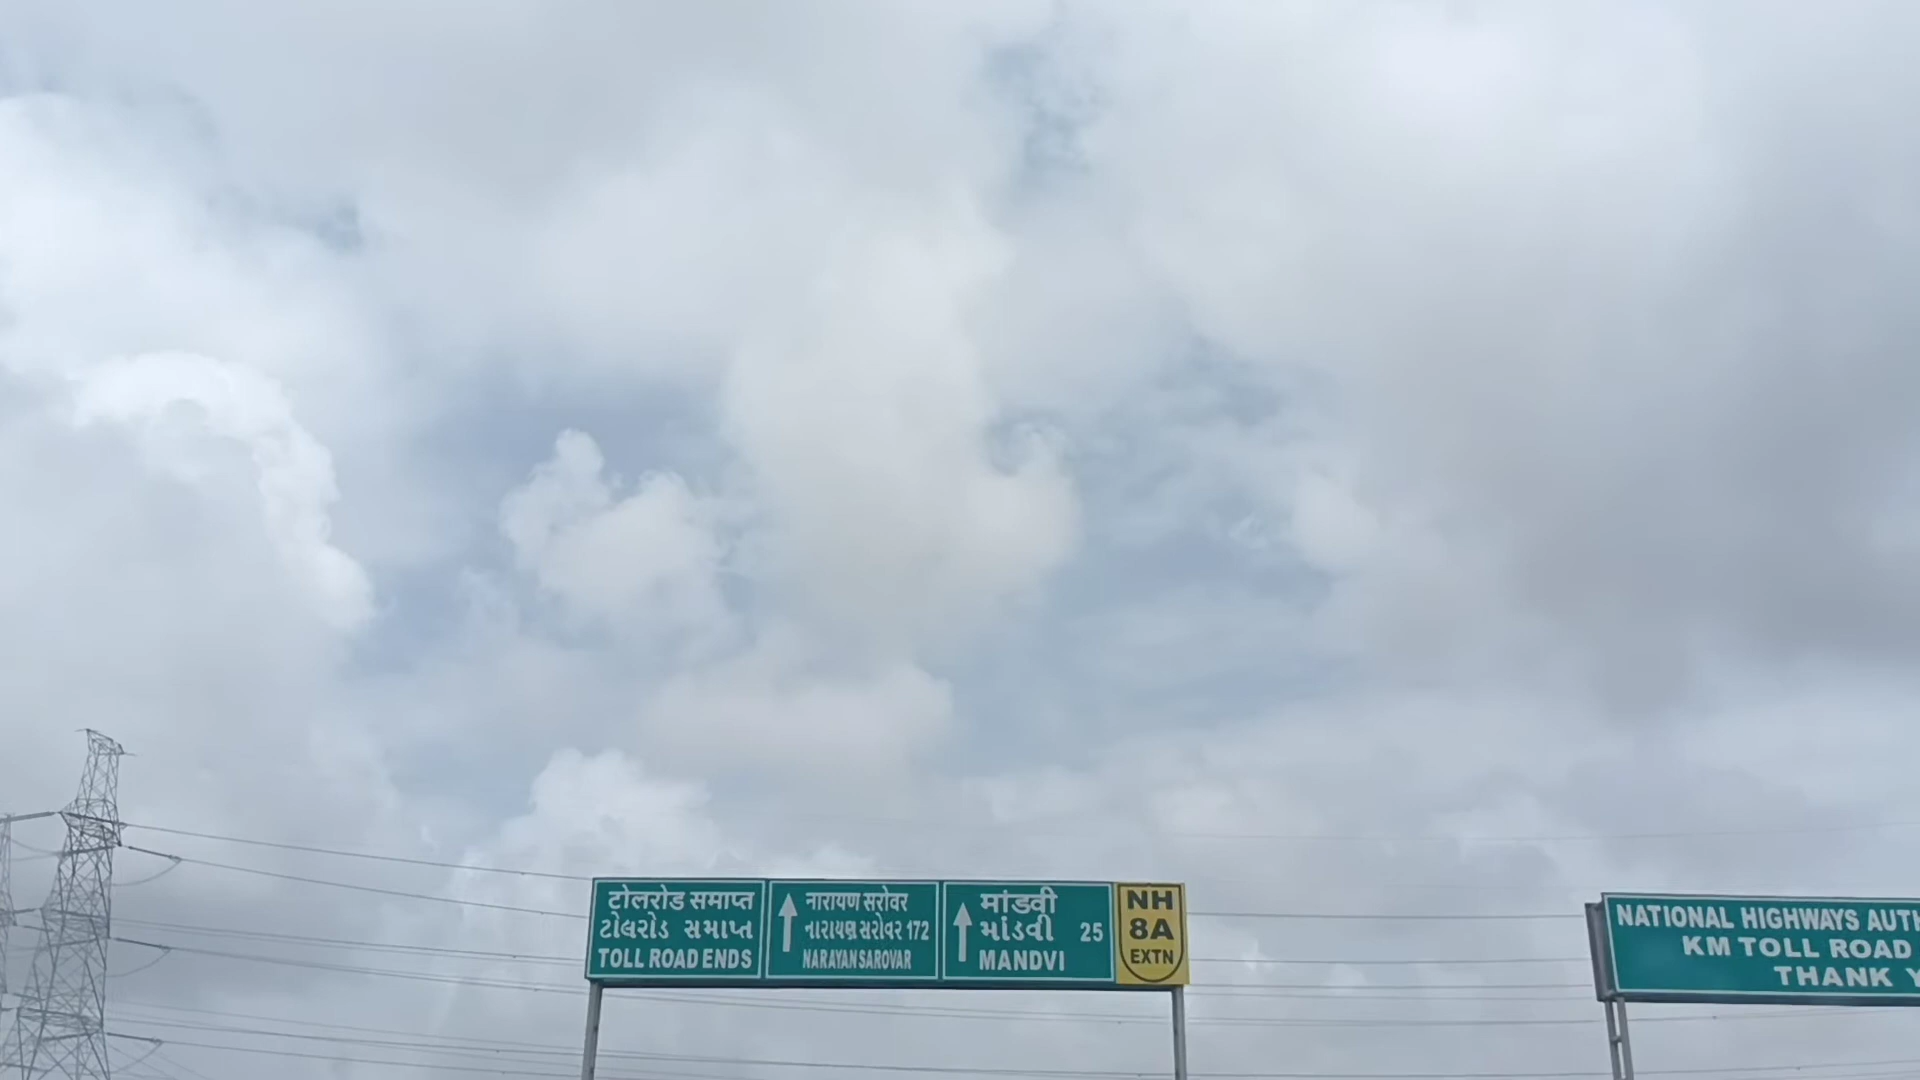 टोलरोड समाप्त
ટોલરોડ સમાપ્ત
TOLL ROAD ENDS
नारायण सरोवर
નારાયણ સરોવર 172
NARAYAN SAROVAR
मांडवी
માંડવી 25
MANDVI
NH
8A
EXTN
NATIONAL HIGHWAYS
KM TOLL ROAD
THANK